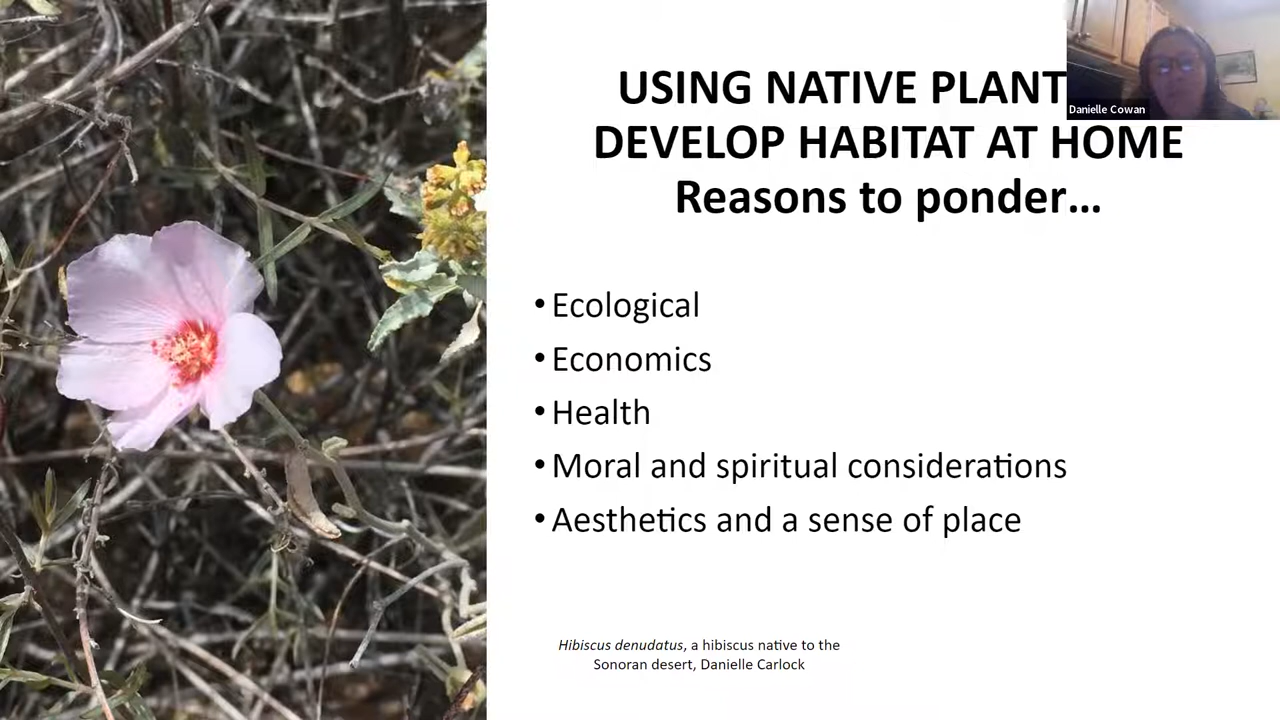 USING NATIVE PLANT
DEVELOP HABITAT AT HOME
Reasons to ponder…
Danielle Cowan
• Ecological
• Economics
• Health
• Moral and spiritual considerations
• Aesthetics and a sense of place
Hibiscus denudatus, a hibiscus native to the
Sonoran desert, Danielle Carlock